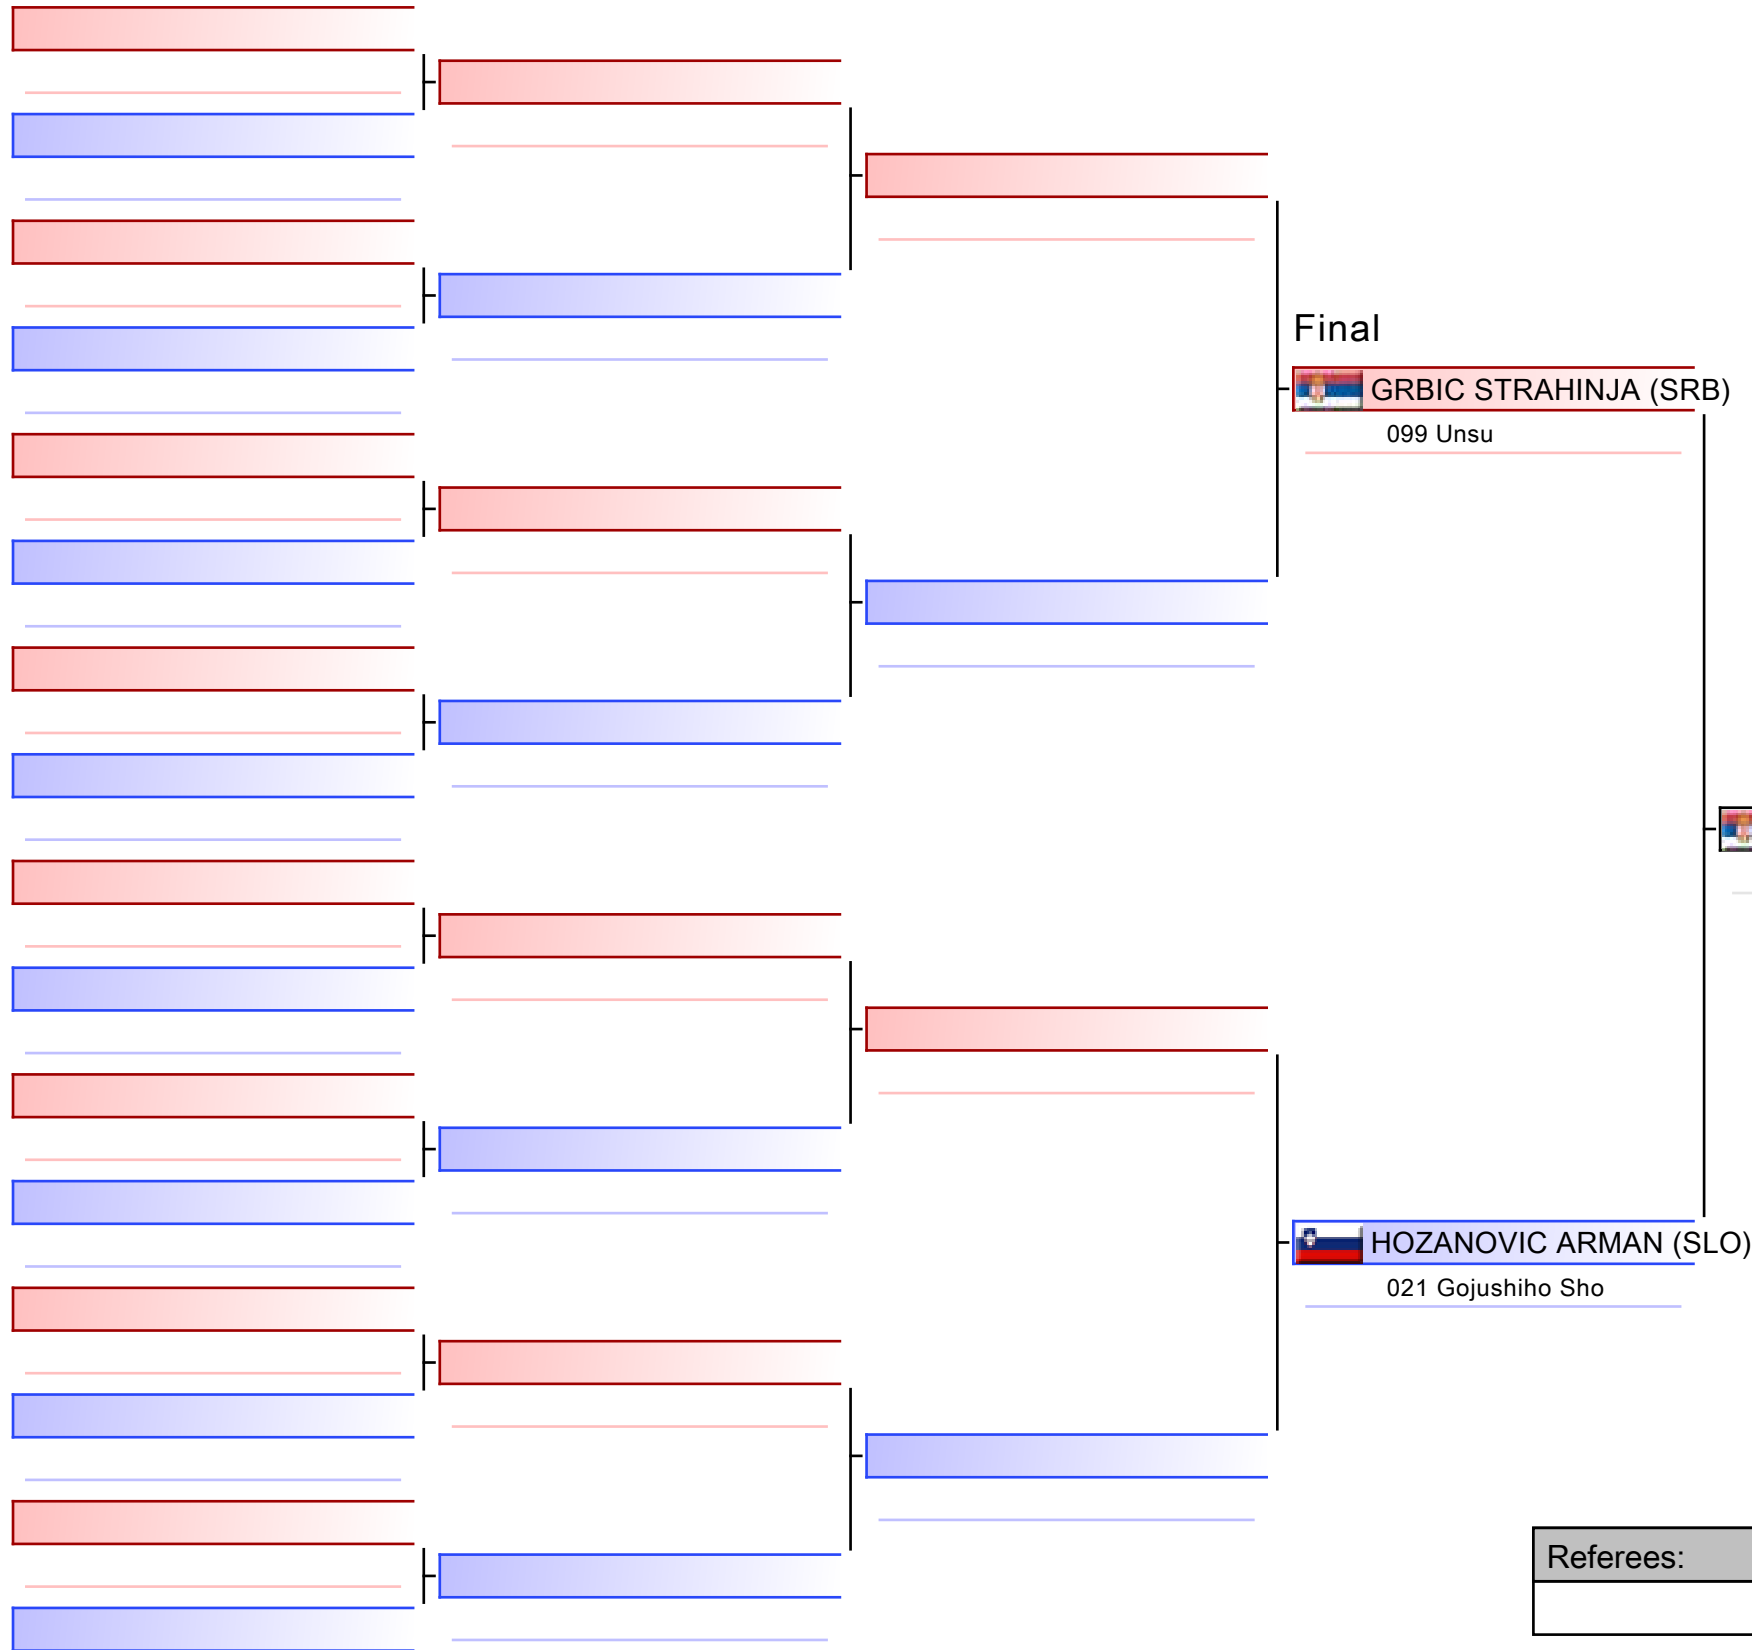 Final
GRBIC STRAHINJA (SRB)
099 Unsu
HOZANOVIC ARMAN (SLO)
021 Gojushiho Sho
Referees: